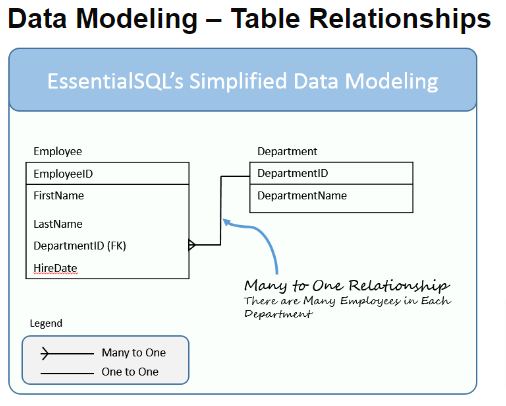 Data Modeling – Table Relationships
EssentialSQL's Simplified Data Modeling
Employee
EmployeeID
FirstName
LastName
DepartmentID (FK)
HireDate
Department
DepartmentID
DepartmentName
Many to One Relationship
There are Many Employees in Each
Department
Legend
Many to One
One to One